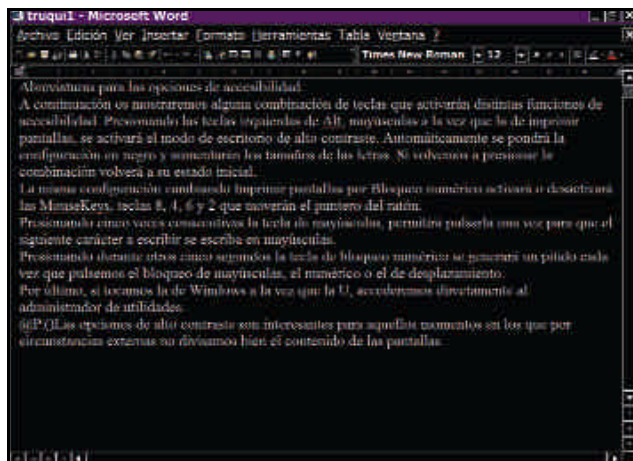 truqui1 - Microsoft Word
Archivo Edición Ver Insertar Formato Herramientas Tabla Ventana ?
Times New Roman 12
Abreviaturas para las opciones de accesibilidad.
A continuación os mostraremos alguna combinación de teclas que activarán distintas funciones de
accesibilidad. Presionando las teclas izquierdas de Alt, mayúsculas a la vez que la de imprimir
pantallas, se activará el modo de escritorio de alto contraste. Automáticamente se pondrá la
configuración en negro y aumentarán los tamaños de las letras. Si volvemos a presionar la
combinación volverá a su estado inicial.
La misma configuración cambiando Imprimir pantallas por Bloqueo numérico activará o desactivará
las MouseKeys, teclas 8, 4, 6 y 2 que moverán el puntero del ratón.
Presionando cinco veces consecutivas la tecla de mayúsculas, permitirá pulsarla una vez para que el
siguiente carácter a escribir se escriba en mayúsculas.
Presionando durante otros cinco segundos la tecla de bloqueo numérico se generará un pitido cada
vez que pulsemos el bloqueo de mayúsculas, el numérico o el de desplazamiento.
Por último, si tocamos la de Windows a la vez que la U, accederemos directamente al
administrador de utilidades.
Las opciones de alto contraste son interesantes para aquellos momentos en los que por
circunstancias externas no divisamos bien el contenido de las pantallas.